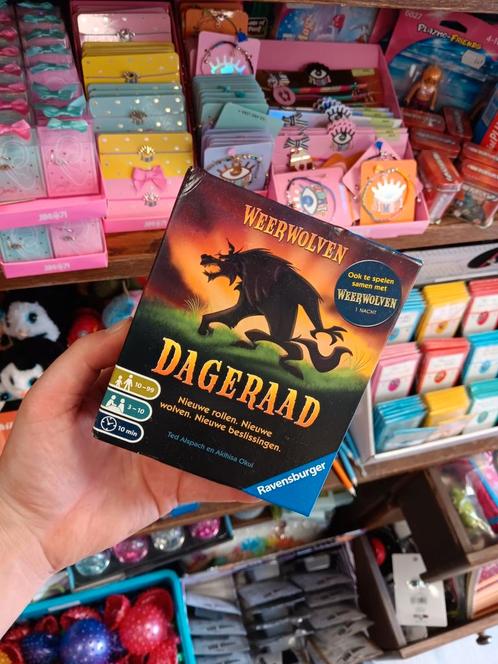 WEERWOLVEN
Ook te spelen
samen met
WEERWOLVEN
1 NACHT
DAGERAAD
Nieuwe rollen. Nieuwe
wolven. Nieuwe beslissingen.
Ted Alspach en Akihisa Okui
10-99
3-10
10 min
Ravensburger